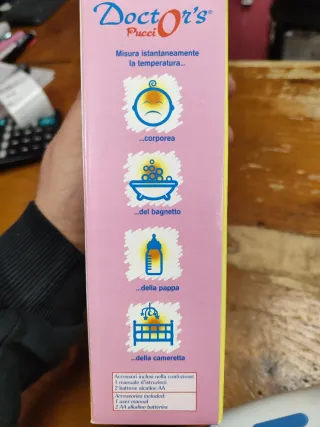 DoctOr's®
Pucci
Misura istantaneamente
la temperatura...
...corporea
...del bagnetto
...della pappa
...della cameretta
Accessori inclusi nella confezione:
1 manuale d'istruzioni
2 batterie alcaline-AA
Accessories included:
1 user manual
2 AA alkaline batteries